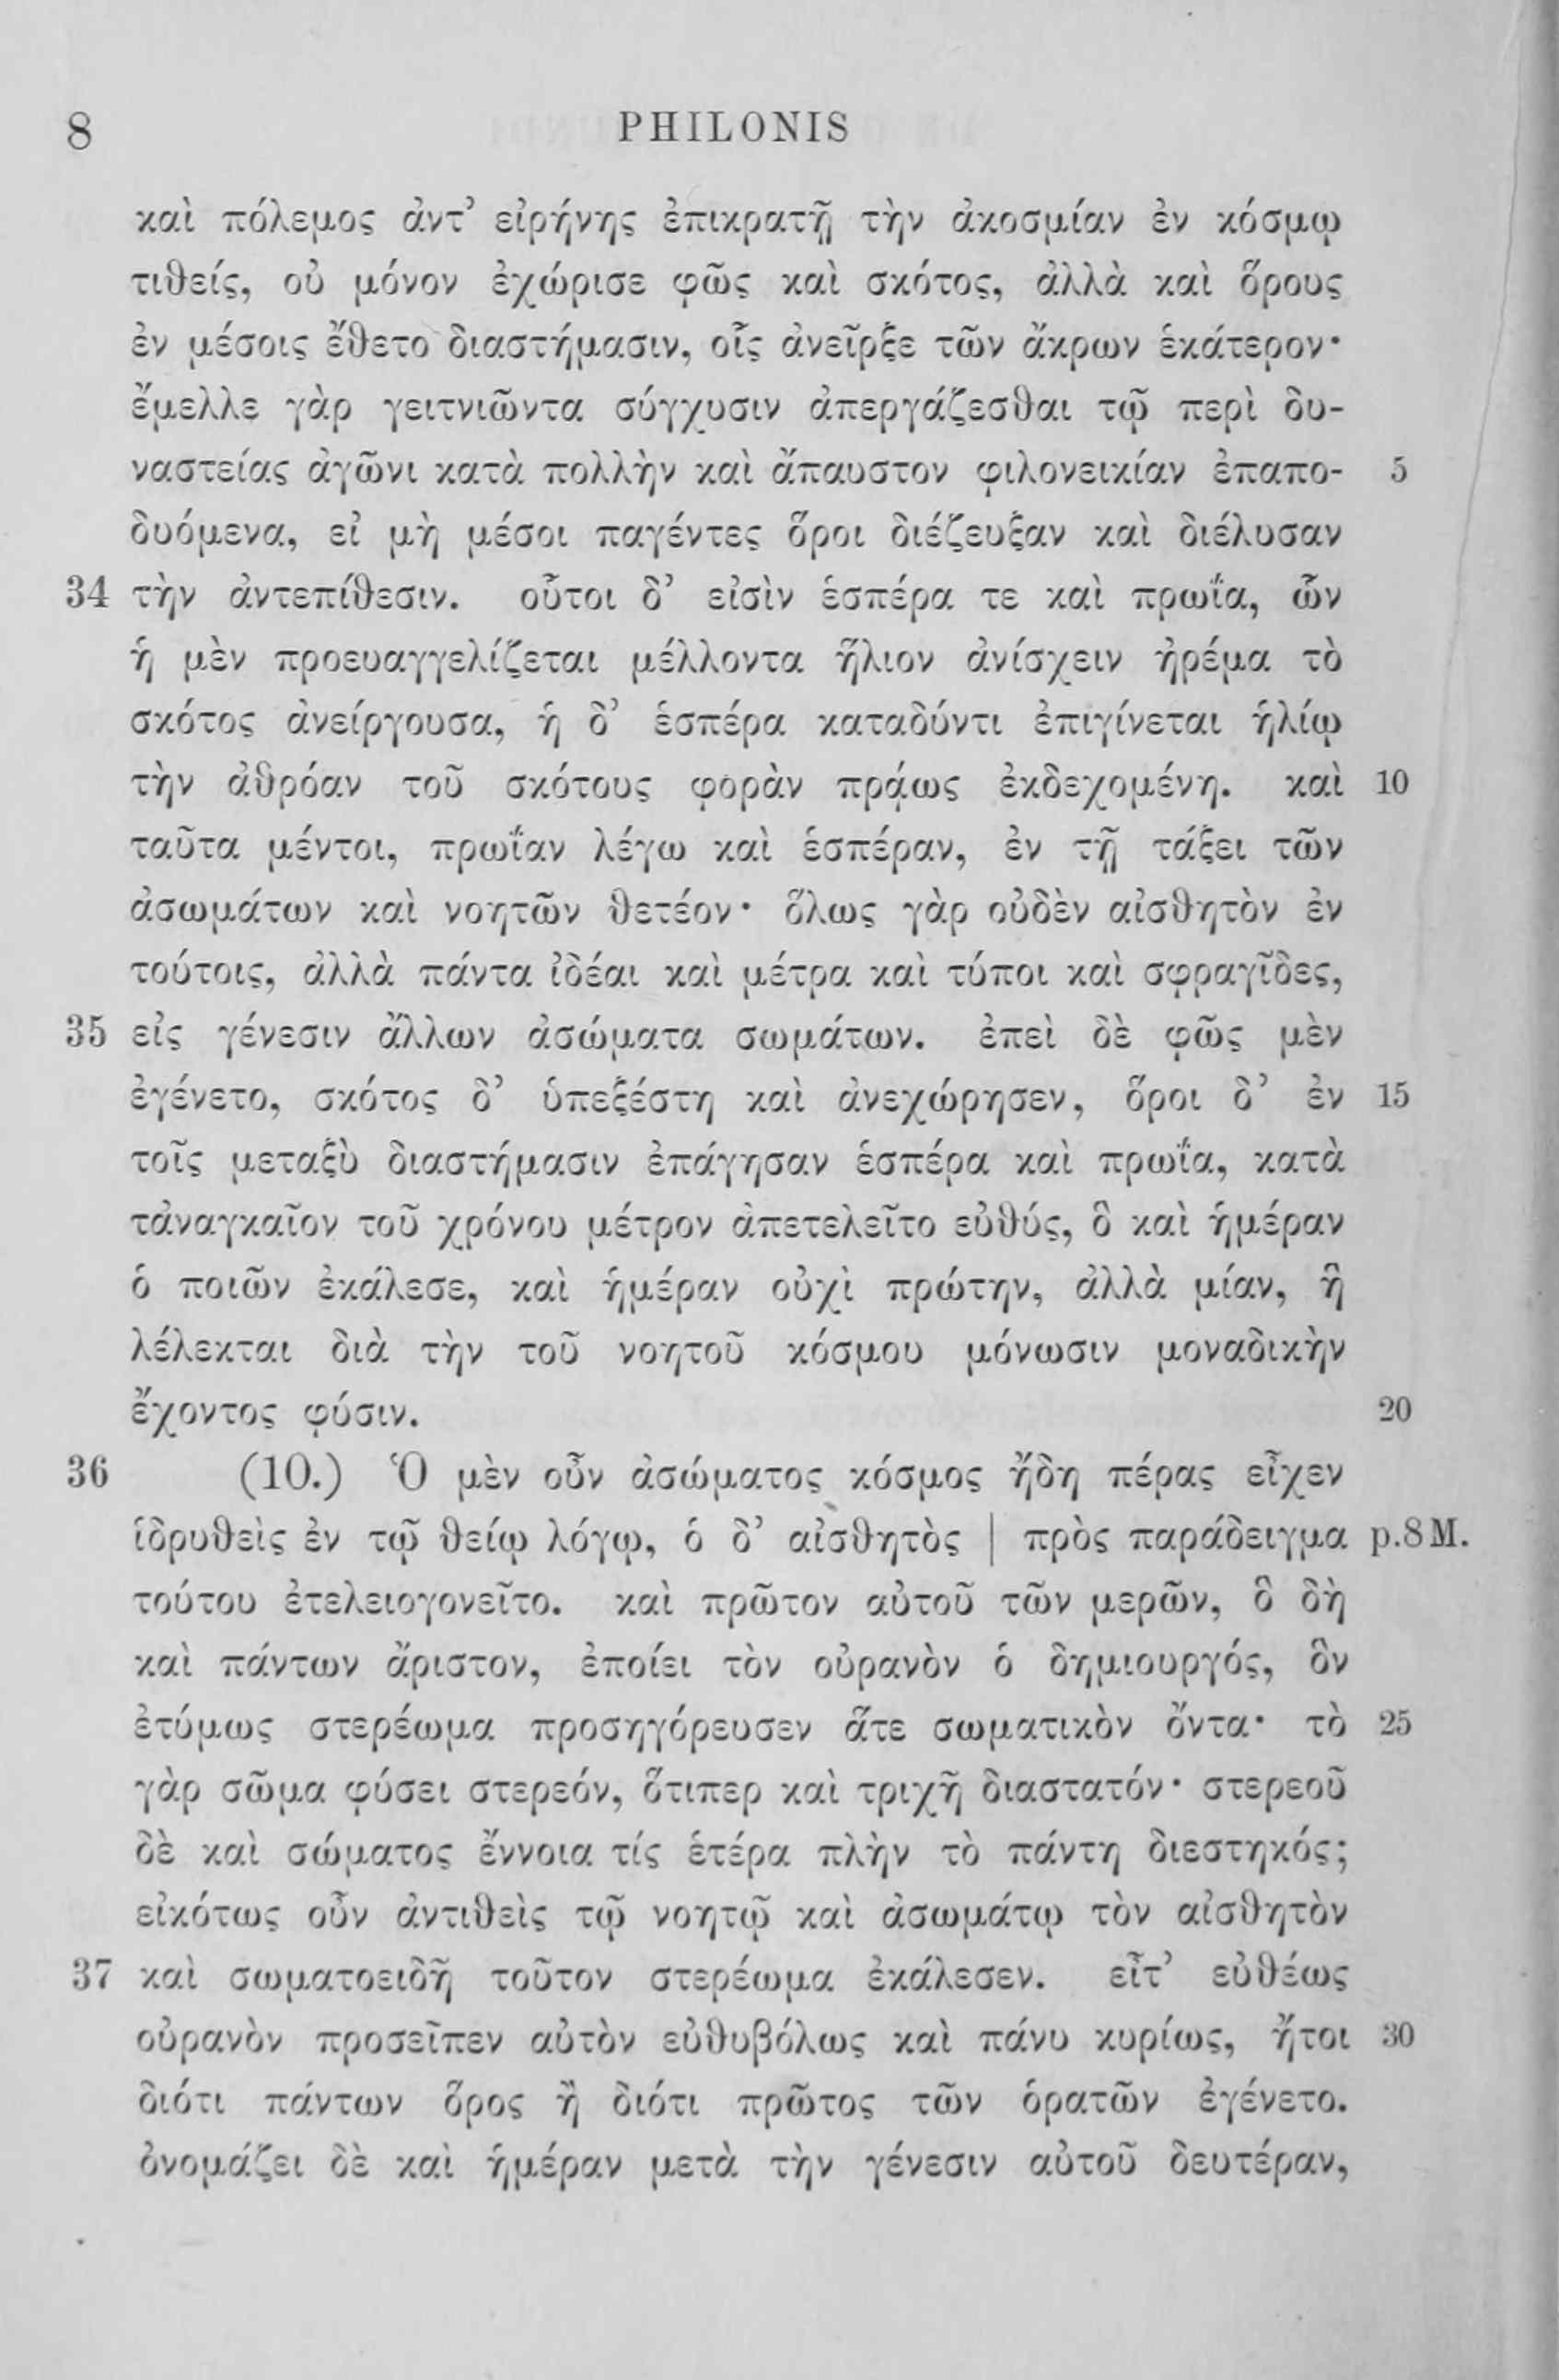 8 PHILONIS
καὶ πόλεμος ἀντ’ εἰρήνης ἐπικρατῇ τὴν ἀκοσμίαν ἐν κόσμῳ
τιθείς, οὐ μόνον ἐχώρισε φῶς καὶ σκότος, ἀλλὰ καὶ ὅρους
ἐν μέσοις ἔθετο διαστήμασιν, οἷς ἀνεῖρξε τῶν ἄκρων ἑκάτερον·
ἔμελλε γὰρ γειτνιῶντα σύγχυσιν ἀπεργάζεσθαι τῷ περὶ δυ-
ναστείας ἀγῶνι κατὰ πολλὴν καὶ ἄπαυστον φιλονεικίαν ἐπαπο- 5
δυόμενα, εἰ μὴ μέσοι παγέντες ὅροι διέζευξαν καὶ διέλυσαν
34 τὴν ἀντεπίθεσιν. οὗτοι δ’ εἰσὶν ἑσπέρα τε καὶ πρωΐα, ὧν
ἡ μὲν προευαγγελίζεται μέλλοντα ἥλιον ἀνίσχειν ἠρέμα τὸ
σκότος ἀνείργουσα, ἡ δ’ ἑσπέρα καταδύντι ἐπιγίνεται ἡλίῳ
τὴν ἀθρόαν τοῦ σκότους φορὰν πρᾴως ἐκδεχομένη. καὶ 10
ταῦτα μέντοι, πρωΐαν λέγω καὶ ἑσπέραν, ἐν τῇ τάξει τῶν
ἀσωμάτων καὶ νοητῶν θετέον· ὅλως γὰρ οὐδὲν αἰσθητὸν ἐν
τούτοις, ἀλλὰ πάντα ἰδέαι καὶ μέτρα καὶ τύποι καὶ σφραγῖδες,
35 εἰς γένεσιν ἄλλων ἀσώματα σωμάτων. ἐπεὶ δὲ φῶς μὲν
ἐγένετο, σκότος δ’ ὑπεξέστη καὶ ἀνεχώρησεν, ὅροι δ’ ἐν 15
τοῖς μεταξὺ διαστήμασιν ἐπάγησαν ἑσπέρα καὶ πρωΐα, κατὰ
τἀναγκαῖον τοῦ χρόνου μέτρον ἀπετελεῖτο εὐθύς, ὃ καὶ ἡμέραν
ὁ ποιῶν ἐκάλεσε, καὶ ἡμέραν οὐχὶ πρώτην, ἀλλὰ μίαν, ἣ
λέλεκται διὰ τὴν τοῦ νοητοῦ κόσμου μόνωσιν μοναδικὴν
ἔχοντος φύσιν. 20
36 (10.) Ὁ μὲν οὖν ἀσώματος κόσμος ἤδη πέρας εἶχεν
ἱδρυθεὶς ἐν τῷ θείῳ λόγῳ, ὁ δ’ αἰσθητὸς | πρὸς παράδειγμα p.8 M.
τούτου ἐτελειογονεῖτο. καὶ πρῶτον αὐτοῦ τῶν μερῶν, ὃ δὴ
καὶ πάντων ἄριστον, ἐποίει τὸν οὐρανὸν ὁ δημιουργός, ὃν
ἐτύμως στερέωμα προσηγόρευσεν ἅτε σωματικὸν ὄντα· τὸ 25
γὰρ σῶμα φύσει στερεόν, ὅτιπερ καὶ τριχῆ διαστατόν· στερεοῦ
δὲ καὶ σώματος ἔννοια τίς ἑτέρα πλὴν τὸ πάντη διεστηκός;
εἰκότως οὖν ἀντιθεὶς τῷ νοητῷ καὶ ἀσωμάτῳ τὸν αἰσθητὸν
37 καὶ σωματοειδῆ τοῦτον στερέωμα ἐκάλεσεν. εἶτ’ εὐθέως
οὐρανὸν προσεῖπεν αὐτὸν εὐθυβόλως καὶ πάνυ κυρίως, ἤτοι 30
διότι πάντων ὅρος ἢ διότι πρῶτος τῶν ὁρατῶν ἐγένετο.
ὀνομάζει δὲ καὶ ἡμέραν μετὰ τὴν γένεσιν αὐτοῦ δευτέραν,